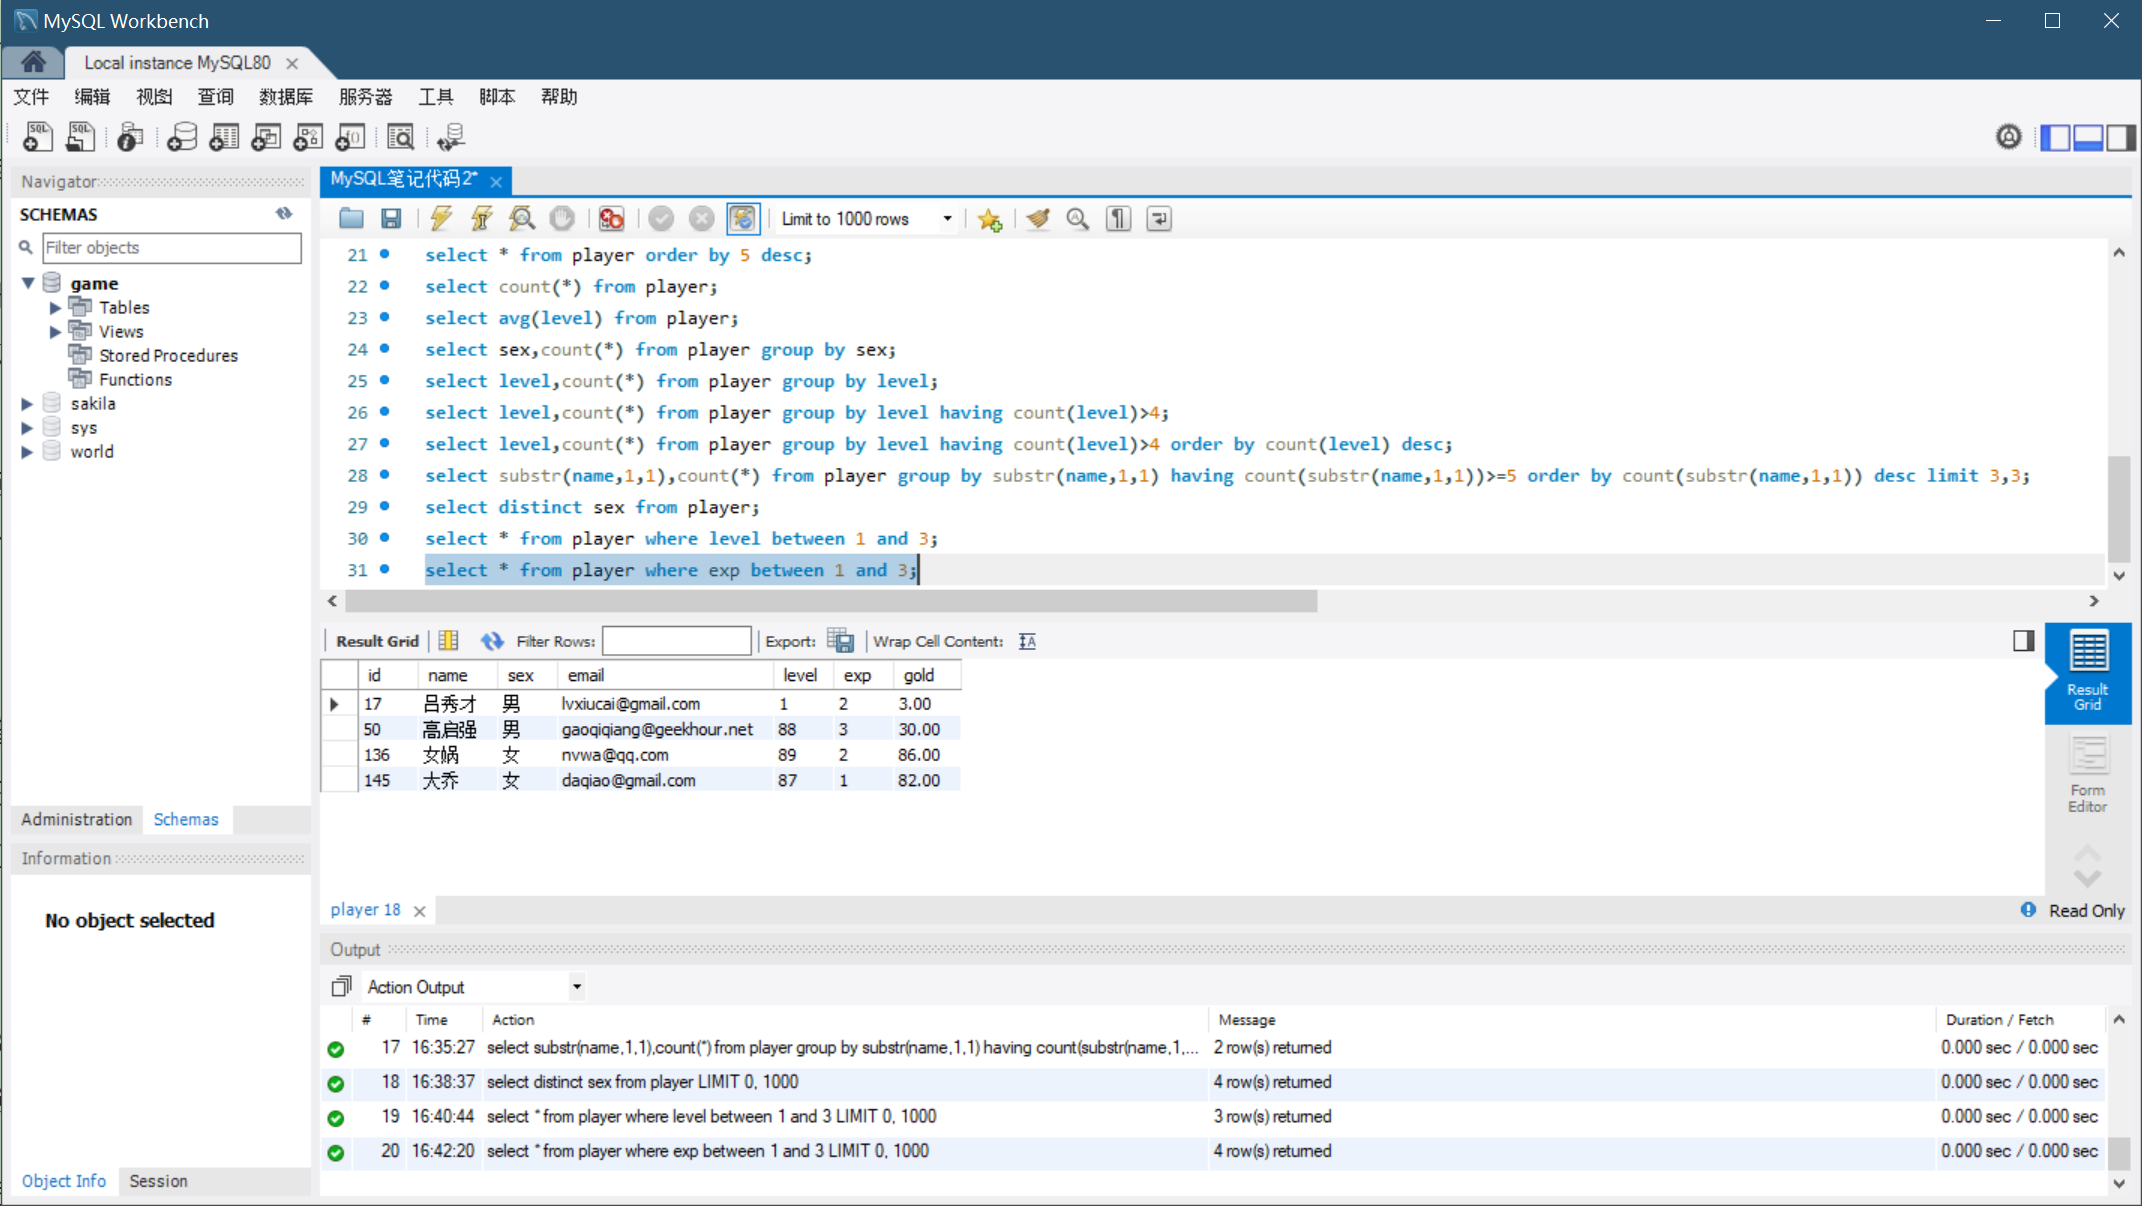 MySQL Workbench
Local instance MySQL80
文件 编辑 视图 查询 数据库 服务器 工具 脚本 帮助
Navigator
SCHEMAS
Filter objects
game
Tables
Views
Stored Procedures
Functions
sakila
sys
world
Administration Schemas
Information
No object selected
Object Info Session
MySQL笔记代码2*
Limit to 1000 rows
21 select * from player order by 5 desc;
22 select count(*) from player;
23 select avg(level) from player;
24 select sex,count(*) from player group by sex;
25 select level,count(*) from player group by level;
26 select level,count(*) from player group by level having count(level)>4;
27 select level,count(*) from player group by level having count(level)>4 order by count(level) desc;
28 select substr(name,1,1),count(*) from player group by substr(name,1,1) having count(substr(name,1,1))>=5 order by count(substr(name,1,1)) desc limit 3,3;
29 select distinct sex from player;
30 select * from player where level between 1 and 3;
31 select * from player where exp between 1 and 3;
Result Grid Filter Rows: Export: Wrap Cell Content:
id name sex email level exp gold
17 吕秀才 男 lvxiucai@gmail.com 1 2 3.00
50 高启强 男 gaoqiqiang@geekhour.net 88 3 30.00
136 女娲 女 nvwa@qq.com 89 2 86.00
145 大乔 女 daqiao@gmail.com 87 1 82.00
Result
Grid
Form
Editor
player 18
Read Only
Output
Action Output
# Time Action Message Duration / Fetch
17 16:35:27 select substr(name,1,1),count(*) from player group by substr(name,1,1) having count(substr(name,1,... 2 row(s) returned 0.000 sec / 0.000 sec
18 16:38:37 select distinct sex from player LIMIT 0, 1000 4 row(s) returned 0.000 sec / 0.000 sec
19 16:40:44 select * from player where level between 1 and 3 LIMIT 0, 1000 3 row(s) returned 0.000 sec / 0.000 sec
20 16:42:20 select * from player where exp between 1 and 3 LIMIT 0, 1000 4 row(s) returned 0.000 sec / 0.000 sec